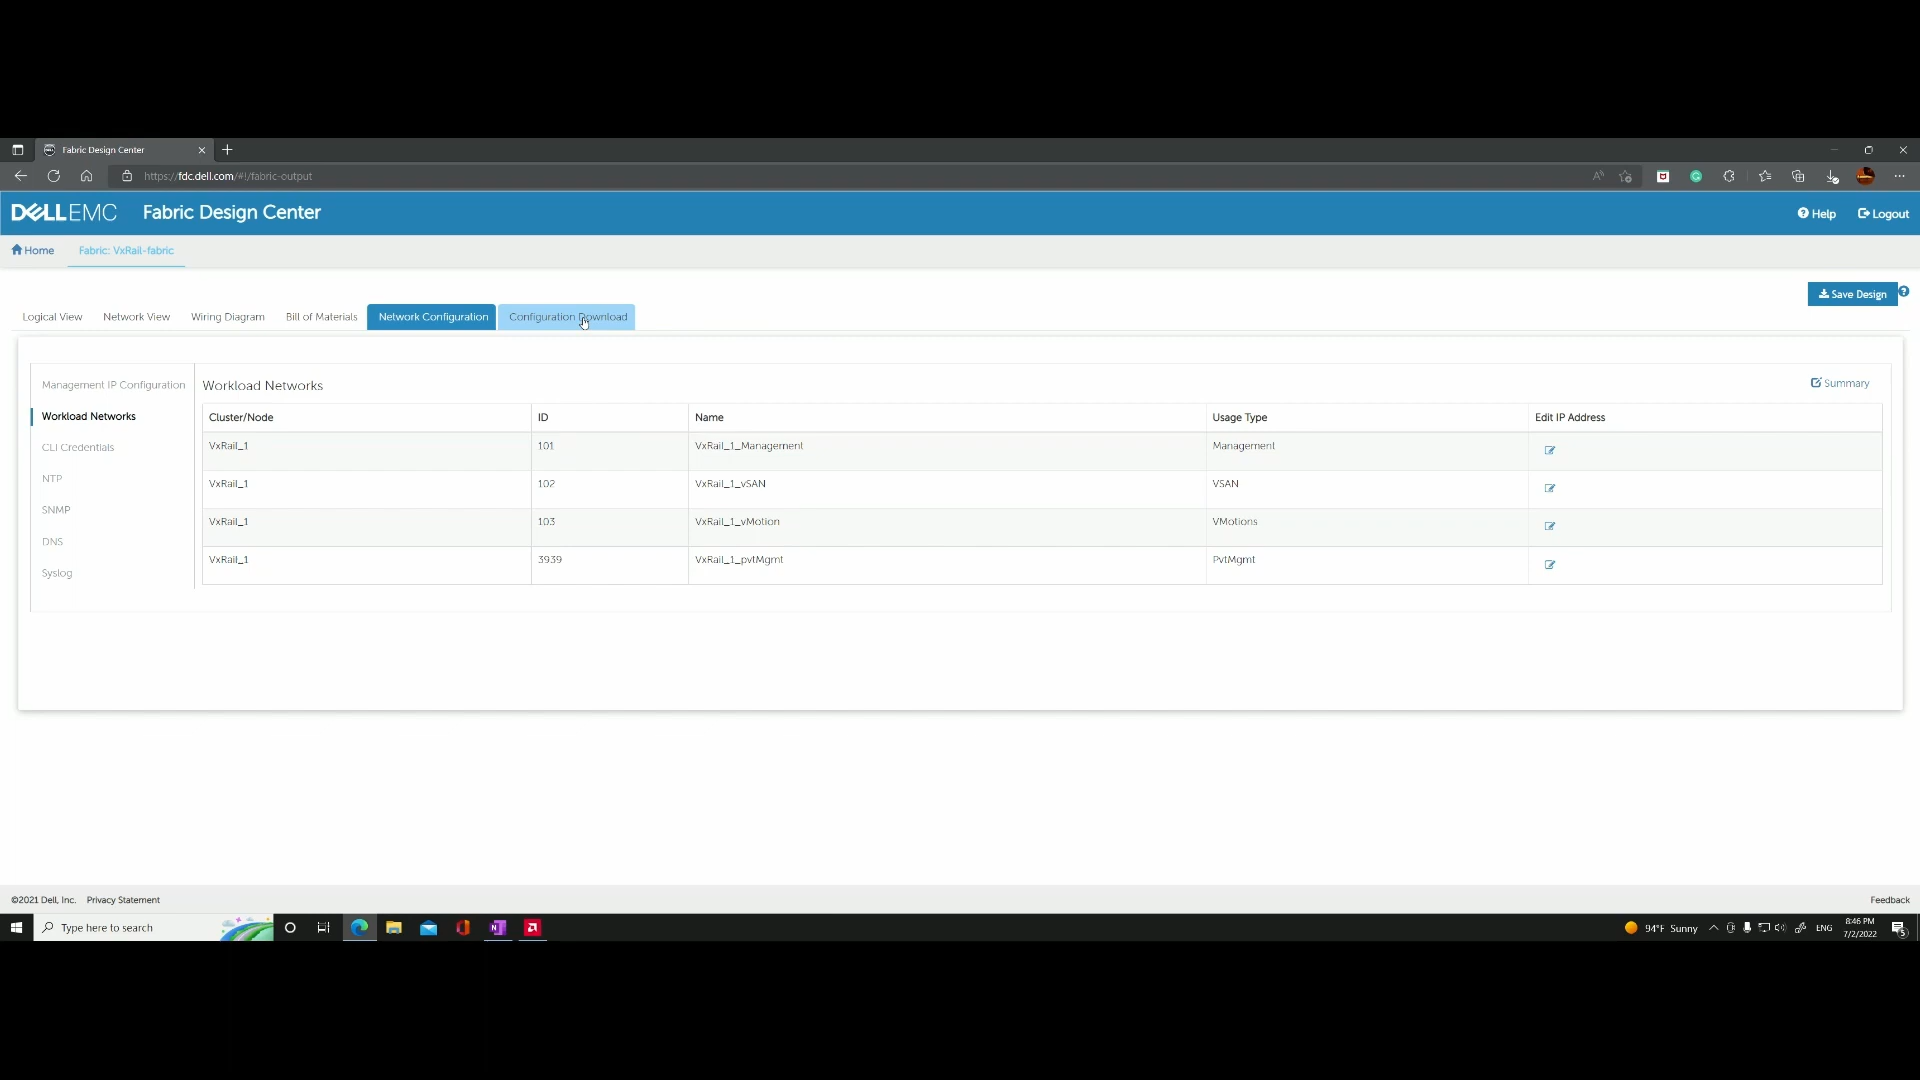 Fabric Design Center
https://fdc.dell.com/#!/fabric-output
DELLEMC Fabric Design Center
Help Logout
Home Fabric: VxRail-fabric
Save Design
Logical View Network View Wiring Diagram Bill of Materials Network Configuration Configuration Download
Management IP Configuration
Workload Networks
CLI Credentials
NTP
SNMP
DNS
Syslog
Workload Networks
Summary
Cluster/Node ID Name Usage Type Edit IP Address
VxRail_1 101 VxRail_1_Management Management
VxRail_1 102 VxRail_1_vSAN VSAN
VxRail_1 103 VxRail_1_vMotion VMotions
VxRail_1 3939 VxRail_1_pvtMgmt PvtMgmt
©2021 Dell, Inc. Privacy Statement
Feedback
Type here to search
94°F Sunny
ENG
8:46 PM
7/2/2022
5